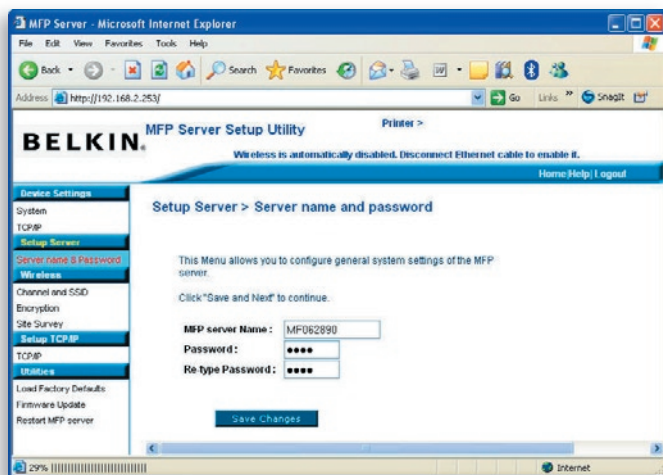 MFP Server - Microsoft Internet Explorer
File Edit View Favorites Tools Help
Back Search Favorites
Address http://192.168.2.253/ Go Links » SnagIt
BELKIN.
MFP Server Setup Utility
Printer >
Wireless is automatically disabled. Disconnect Ethernet cable to enable it.
Home|Help| Logout
Device Settings
System
TCP/IP
Setup Server
Server name & Password
Wireless
Channel and SSID
Encryption
Site Survey
Setup TCP/IP
TCP/IP
Utilities
Load Factory Defaults
Firmware Update
Restart MFP server
Setup Server > Server name and password
This Menu allows you to configure general system settings of the MFP
server.
Click "Save and Next" to continue.
MFP server Name : MF062890
Password : ●●●●
Re-type Password : ●●●●
Save Changes
29% Internet